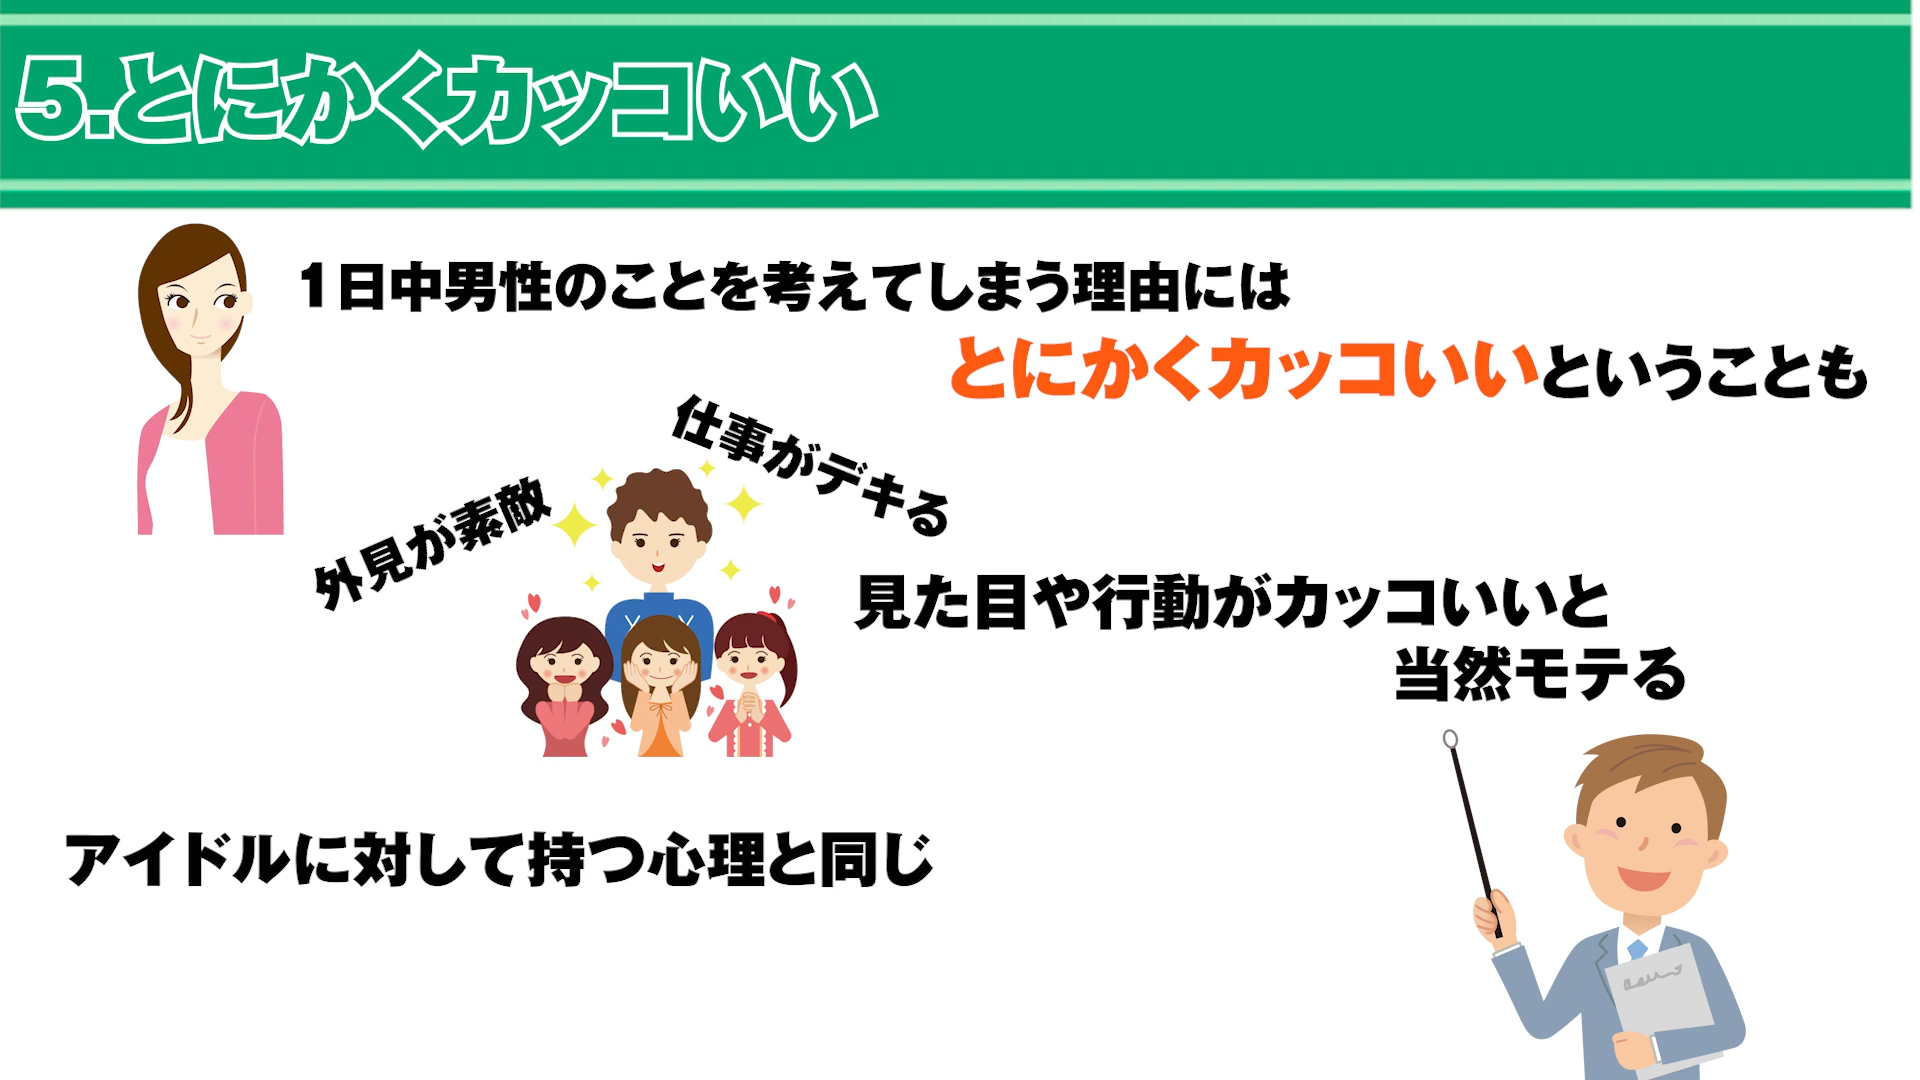 5.とにかくカッコいい
1日中男性のことを考えてしまう理由には
とにかくカッコいいということも
仕事がデキる
外見が素敵
見た目や行動がカッコいいと
当然モテる
アイドルに対して持つ心理と同じ